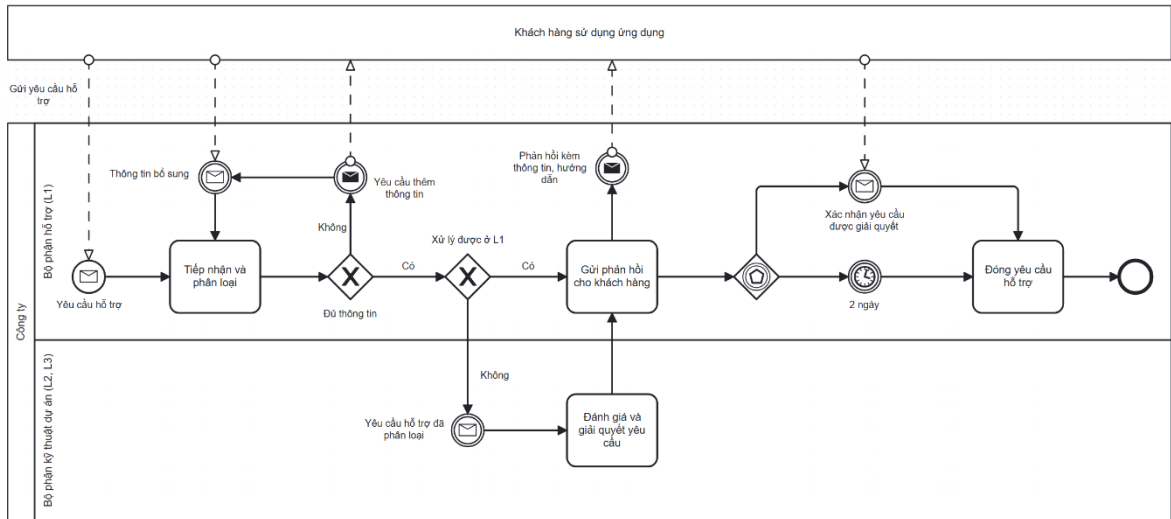 Khách hàng sử dụng ứng dụng
Gửi yêu cầu hỗ
trợ
Công ty
Bộ phận hỗ trợ (L1)
Thông tin bổ sung
Yêu cầu thêm
thông tin
Phản hồi kèm
thông tin, hướng
dẫn
Xác nhận yêu cầu
được giải quyết
Không
Xử lý được ở L1
Yêu cầu hỗ trợ
Tiếp nhận và
phân loại
Có
Đủ thông tin
Có
Gửi phản hồi
cho khách hàng
2 ngày
Đóng yêu cầu
hỗ trợ
Bộ phận kỹ thuật dự án (L2, L3)
Không
Yêu cầu hỗ trợ đã
phân loại
Đánh giá và
giải quyết yêu
cầu